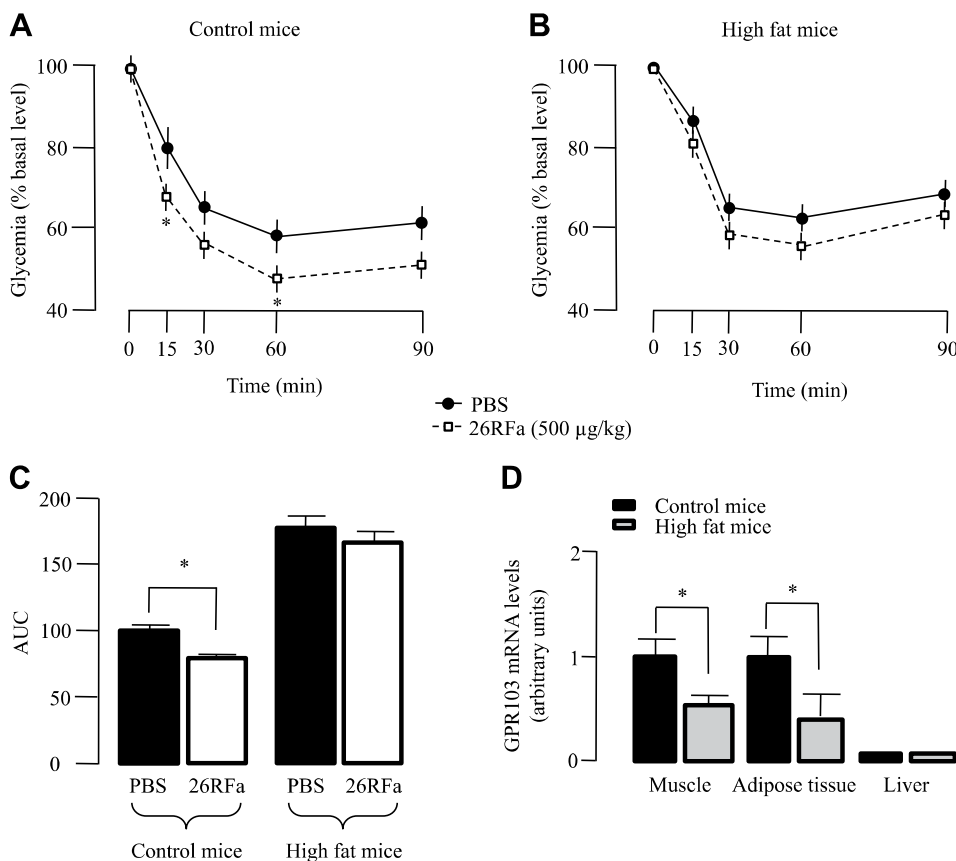 A
Control mice
Glycemia (% basal level)
100
80
60
40
*
*
0 15 30 60 90
Time (min)
B
High fat mice
Glycemia (% basal level)
100
80
60
40
0 15 30 60 90
Time (min)
PBS
26RFa (500 µg/kg)
C
AUC
200
150
100
50
0
*
PBS 26RFa PBS 26RFa
Control mice High fat mice
D
Control mice
High fat mice
GPR103 mRNA levels
(arbitrary units)
2
1
0
* *
Muscle Adipose tissue Liver